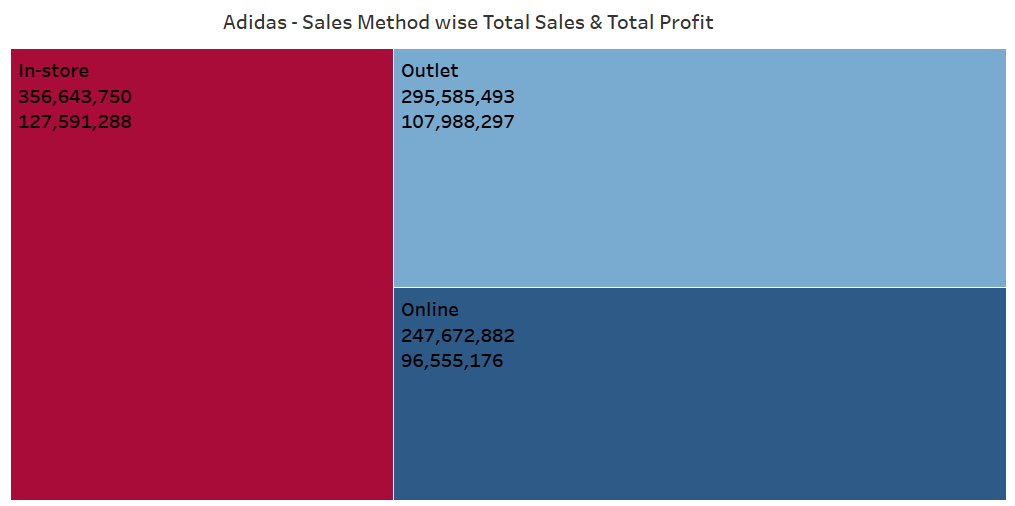 Adidas - Sales Method wise Total Sales & Total Profit
In-store
356,643,750
127,591,288
Outlet
295,585,493
107,988,297
Online
247,672,882
96,555,176